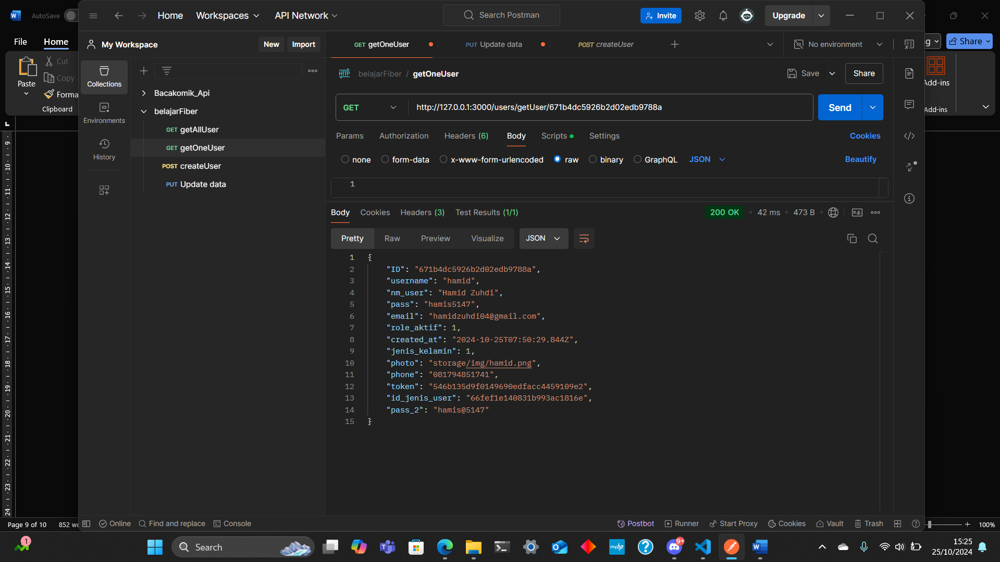 AutoSave
Home
Workspaces
API Network
Search Postman
Invite
Upgrade
File
Home
My Workspace
New
Import
GET getOneUser
PUT Update data
POST createUser
No environment
g
Share
Paste
Cut
Copy
Forma
Clipboard
Collections
Environments
History
Bacakomik_Api
belajarFiber
GET getAllUser
GET getOneUser
POST createUser
PUT Update data
HTTP belajarFiber / getOneUser
Save
Share
Add-ins
Add-ins
GET
http://127.0.0.1:3000/users/getUser/671b4dc5926b2d02edb9788a
Send
Params
Authorization
Headers (6)
Body
Scripts
Settings
Cookies
none
form-data
x-www-form-urlencoded
raw
binary
GraphQL
JSON
Beautify
1
Body
Cookies
Headers (3)
Test Results (1/1)
200 OK
42 ms
473 B
e.g.
Pretty
Raw
Preview
Visualize
JSON
1 {
2 "ID": "671b4dc5926b2d02edb9788a",
3 "username": "hamid",
4 "nm_user": "Hamid Zuhdi",
5 "pass": "hamis5147",
6 "email": "hamidzuhdi04@gmail.com",
7 "role_aktif": 1,
8 "created_at": "2024-10-25T07:50:29.844Z",
9 "jenis_kelamin": 1,
10 "photo": "storage/img/hamid.png",
11 "phone": "081794851741",
12 "token": "546b135d9f0149690edfacc4459109e2",
13 "id_jenis_user": "66fef1e140831b993ac1816e",
14 "pass_2": "hamis@5147"
15 }
9
10
11
12
13
14
15
16
17
18
19
20
21
22
23
24
Page 9 of 10
852 wo
Online
Find and replace
Console
Postbot
Runner
Start Proxy
Cookies
Vault
Trash
100%
1
Search
myhp
9+
15:25
25/10/2024